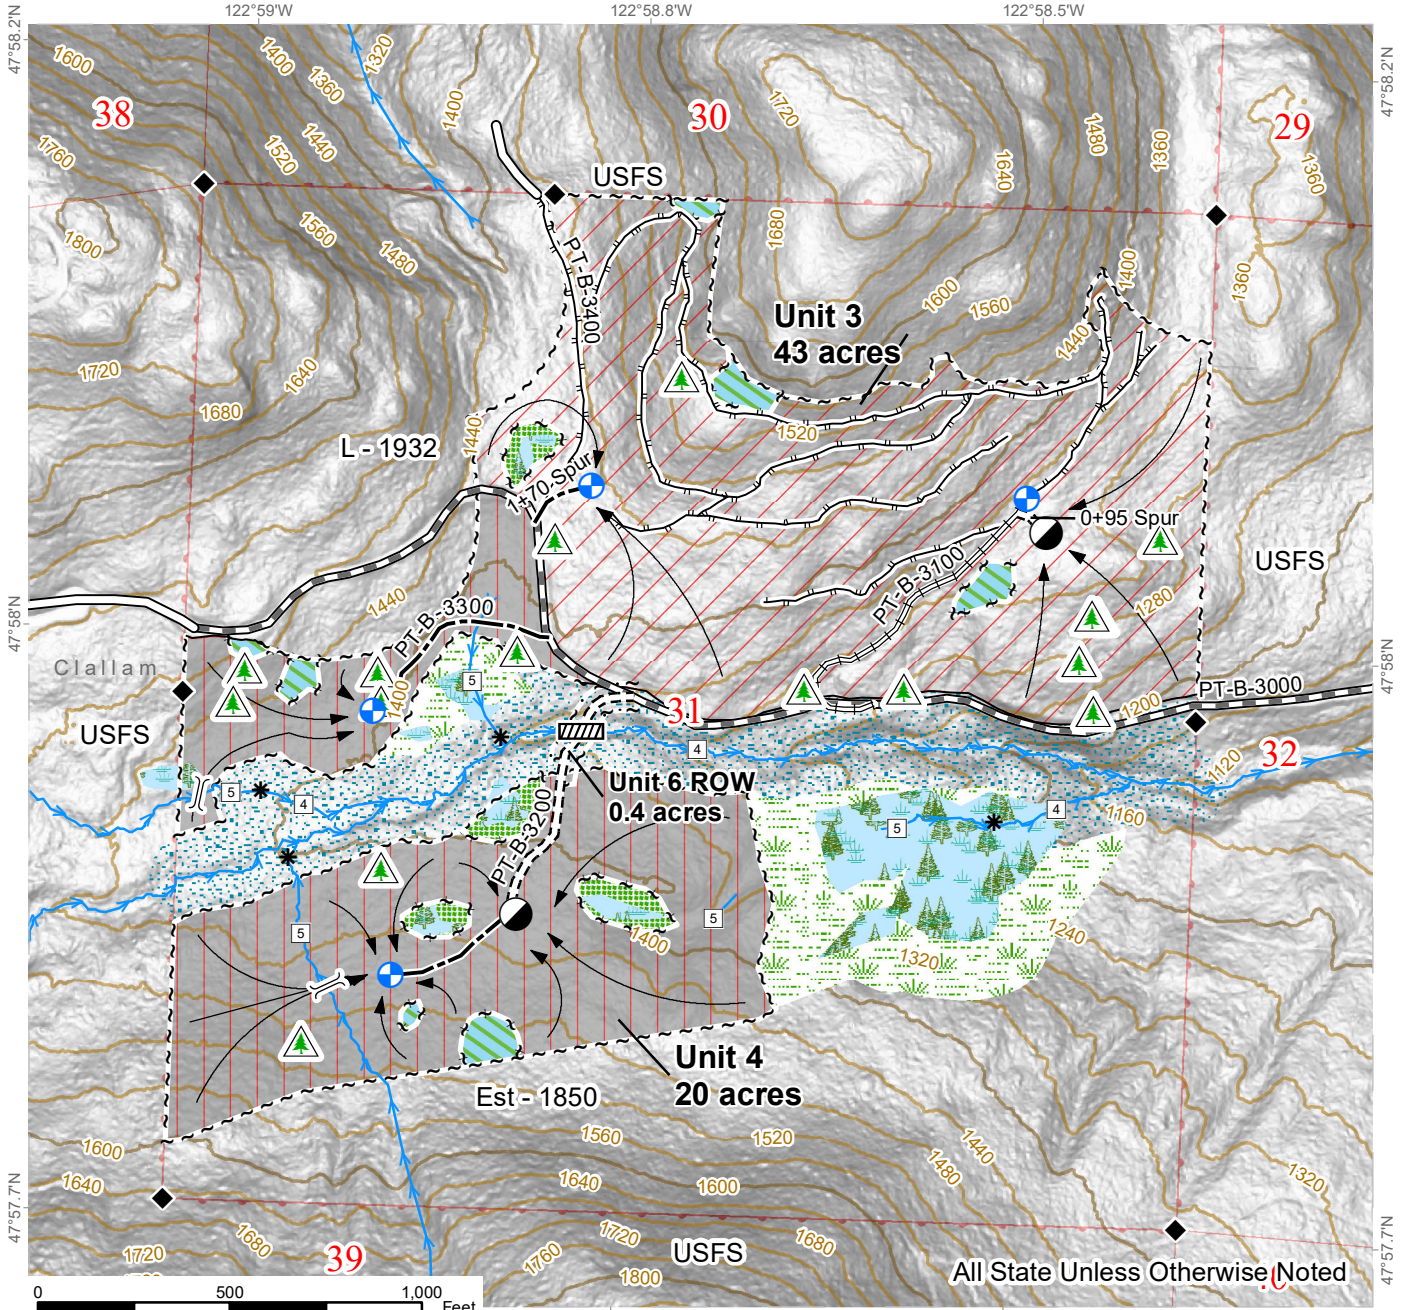 122°59'W 122°58.8'W 122°58.5'W
47°58.2'N
47°58.2'N
1600
1400
1360
1320
1400
1440
1520
1760
1800
1560
1480
38
30
29
1720
1480
1360
1640
1360
USFS
1680
1400
1360
1600
1560
1440
PT-B-3400
Unit 3
43 acres
1720
1640
1680
1440
1520
L - 1932
1+70 Spur
0+95 Spur
PT-B-3100
USFS
1280
47°58'N
47°58'N
1440
PT-B-3300
Clallam
1400
5
USFS
31
PT-B-3000
1200
32
1120
4
5
4
Unit 6 ROW
0.4 acres
5
4
1160
PT-B-3200
5
5
1400
1240
1320
Unit 4
20 acres
Est - 1850
1600
1640
1560
1520
1440
1480
1320
1640
1600
47°57.7'N
47°57.7'N
1720
1680
39
1760
1720
1800
USFS
1680
All State Unless Otherwise Noted
0 500 1,000
Feet